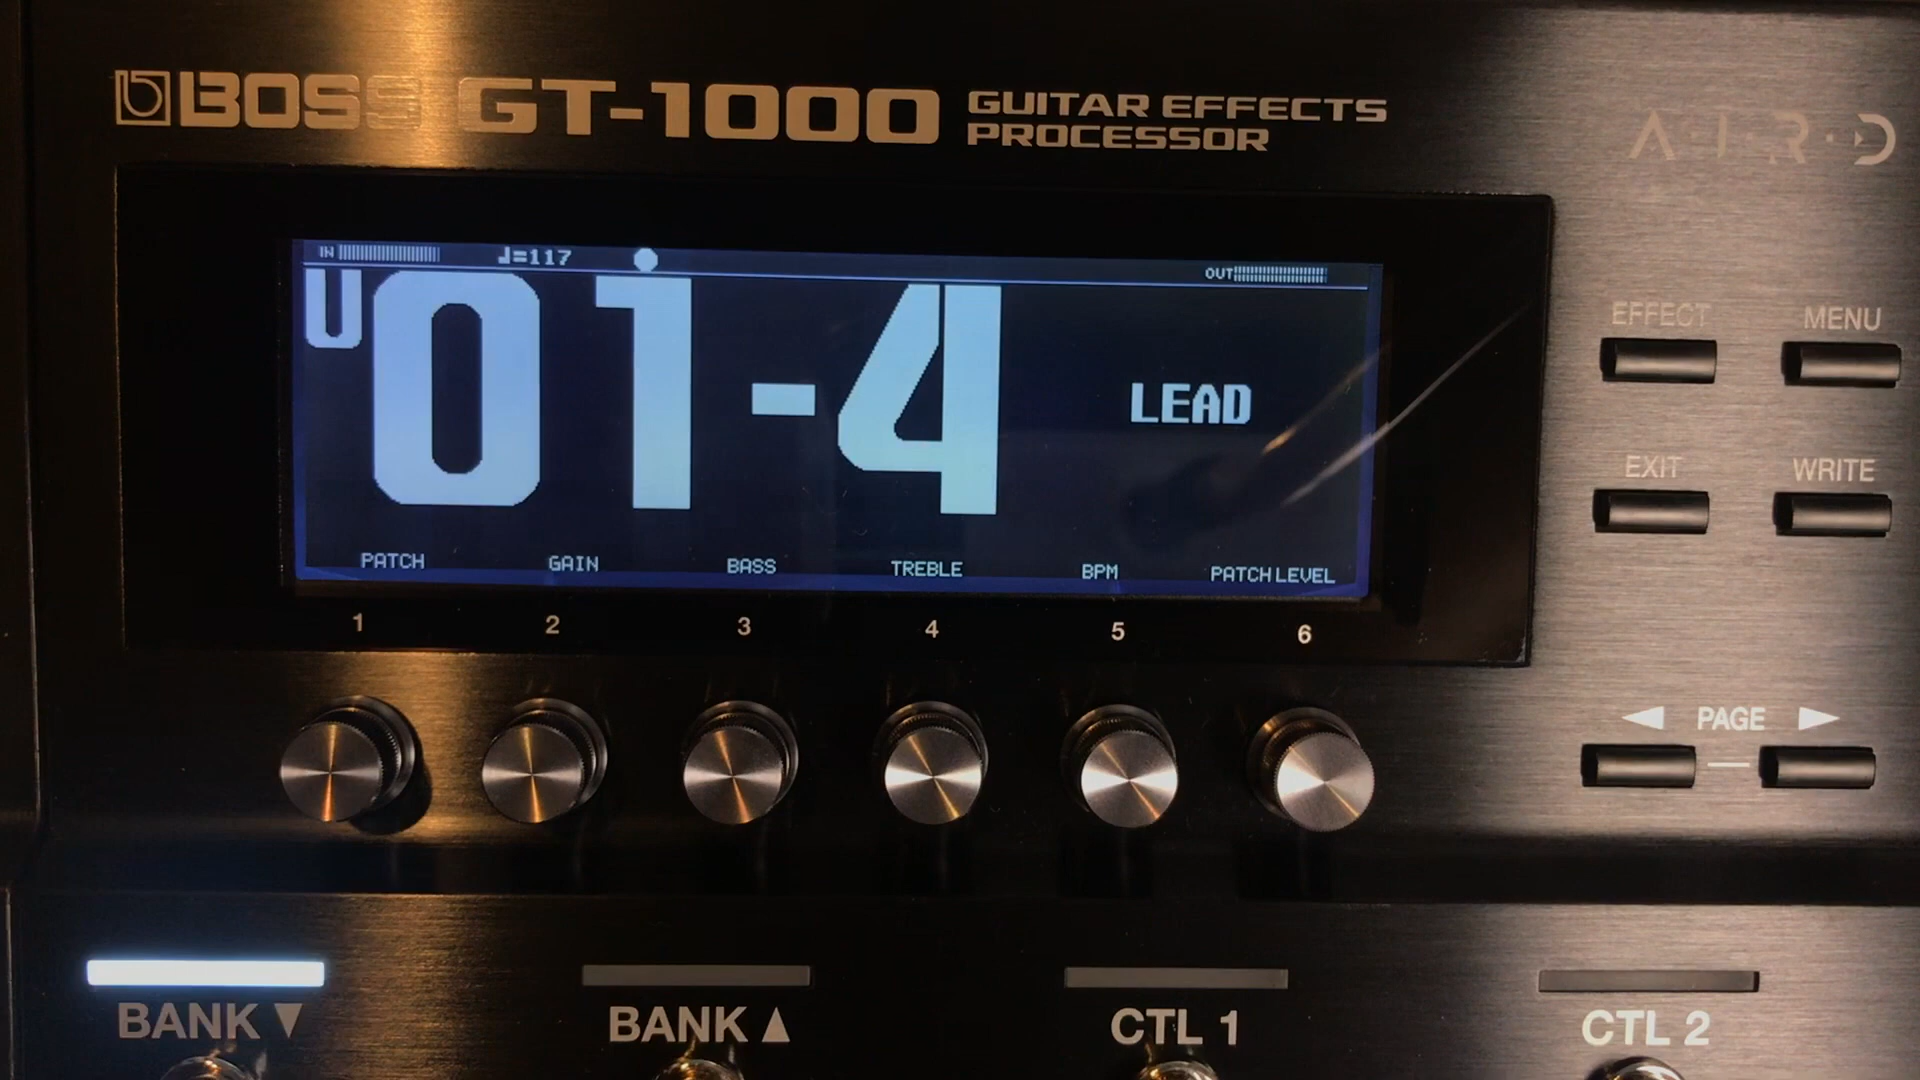 BOSS GT-1000 GUITAR EFFECTS
PROCESSOR
A·I·R·D
IN ♩=117 OUT
U01-4 LEAD
PATCH GAIN BASS TREBLE BPM PATCH LEVEL
1 2 3 4 5 6
EFFECT MENU
EXIT WRITE
◀ PAGE ▶
BANK ▼ BANK ▲ CTL 1 CTL 2